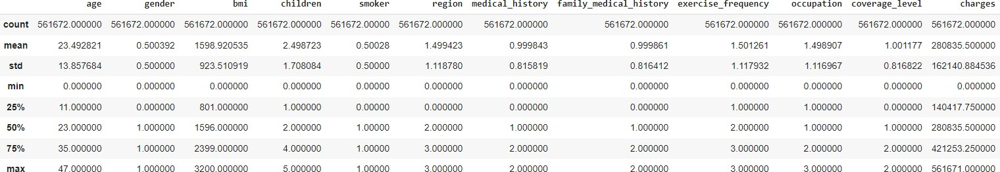 age gender bmi children smoker region medical_history family_medical_history exercise_frequency occupation coverage_level charges
count 561672.000000 561672.000000 561672.000000 561672.000000 561672.00000 561672.000000 561672.000000 561672.000000 561672.000000 561672.000000 561672.000000 561672.000000
mean 23.492821 0.500392 1598.920535 2.498723 0.50028 1.499423 0.999843 0.999861 1.501261 1.498907 1.001177 280835.500000
std 13.857684 0.500000 923.510919 1.708084 0.50000 1.118780 0.815819 0.816412 1.117932 1.116967 0.816822 162140.884536
min 0.000000 0.000000 0.000000 0.000000 0.00000 0.000000 0.000000 0.000000 0.000000 0.000000 0.000000 0.000000
25% 11.000000 0.000000 801.000000 1.000000 0.00000 0.000000 0.000000 0.000000 1.000000 1.000000 0.000000 140417.750000
50% 23.000000 1.000000 1596.000000 2.000000 1.00000 2.000000 1.000000 1.000000 2.000000 1.000000 1.000000 280835.500000
75% 35.000000 1.000000 2399.000000 4.000000 1.00000 3.000000 2.000000 2.000000 3.000000 2.000000 2.000000 421253.250000
max 47.000000 1.000000 3200.000000 5.000000 1.00000 3.000000 2.000000 2.000000 3.000000 3.000000 2.000000 561671.000000